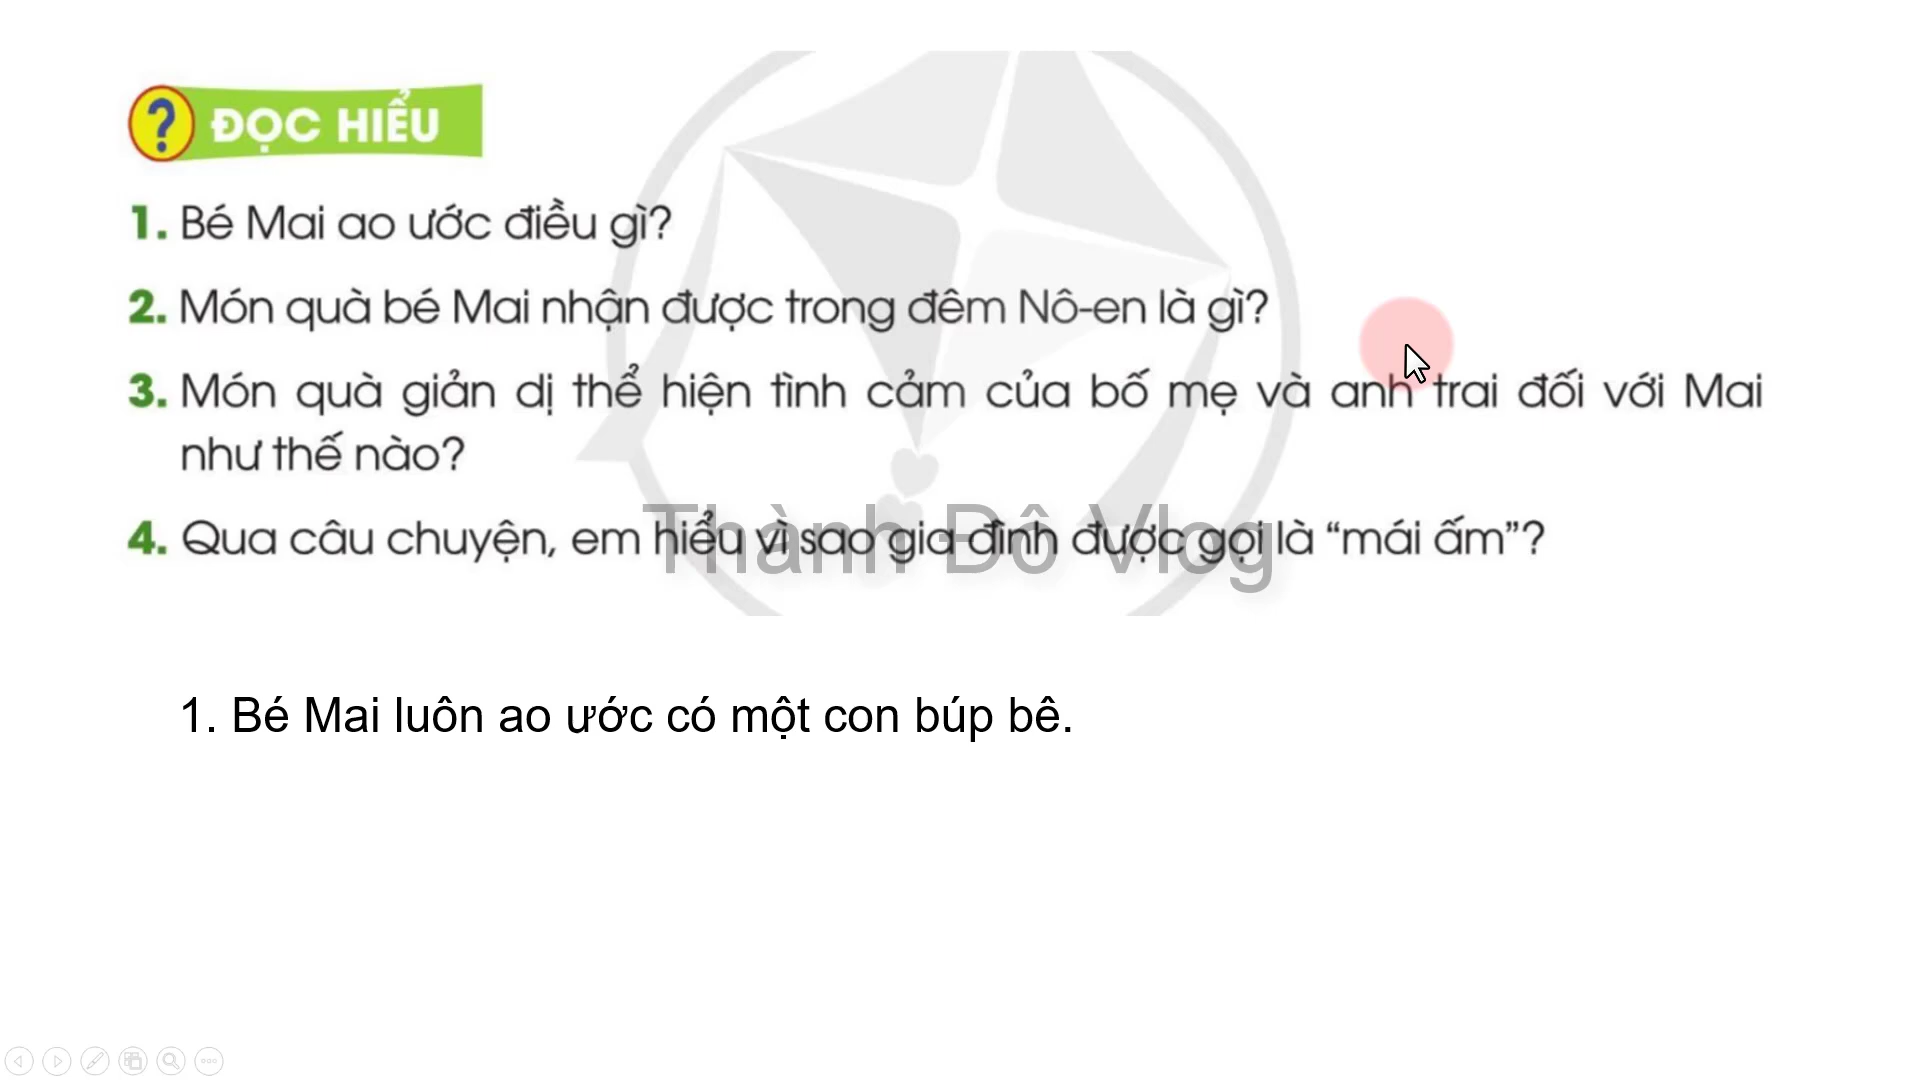 ? ĐỌC HIỂU
1. Bé Mai ao ước điều gì?
2. Món quà bé Mai nhận được trong đêm Nô-en là gì?
3. Món quà giản dị thể hiện tình cảm của bố mẹ và anh trai đối với Mai
như thế nào?
4. Qua câu chuyện, em hiểu vì sao gia đình được gọi là “mái ấm”?
Thành Đô Vlog
1. Bé Mai luôn ao ước có một con búp bê.